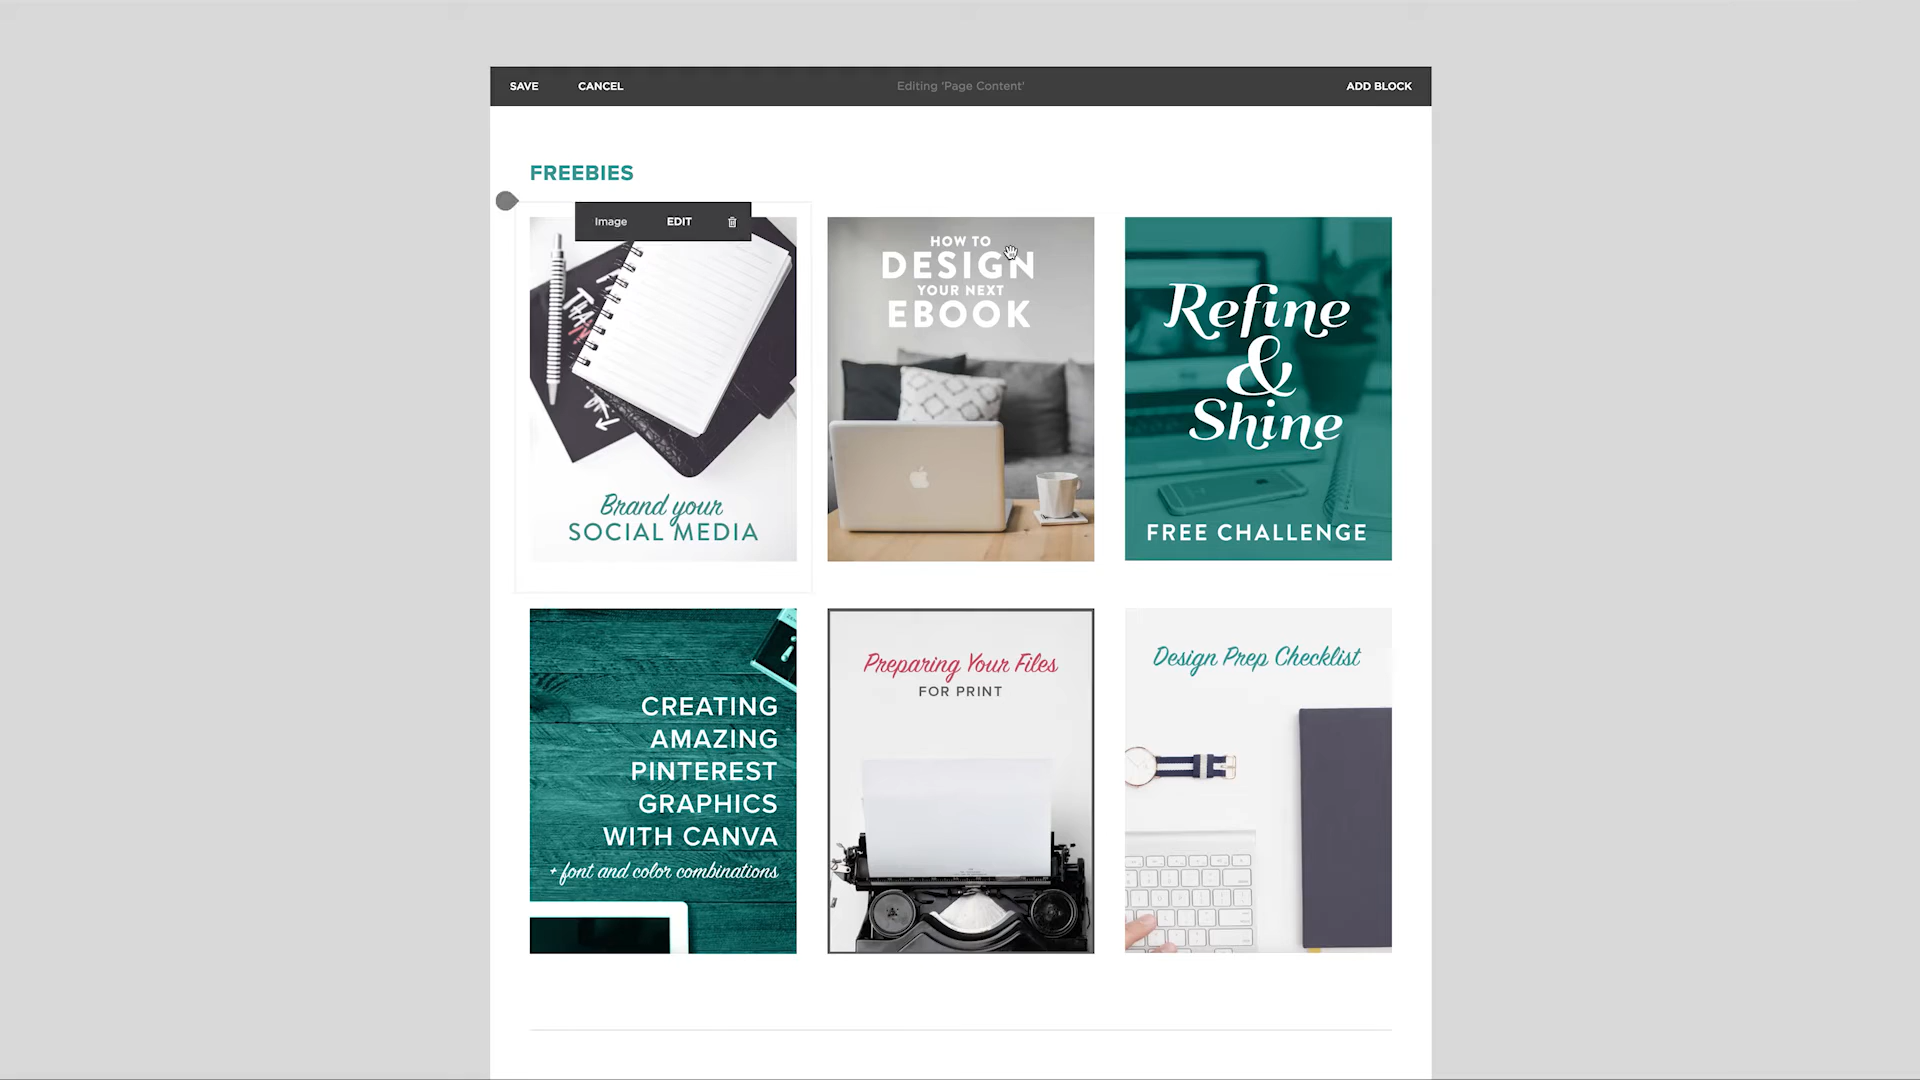 SAVE CANCEL Editing 'Page Content' ADD BLOCK
FREEBIES
Image EDIT
Brand your
SOCIAL MEDIA
HOW TO
DESIGN
YOUR NEXT
EBOOK
Refine
&
Shine
FREE CHALLENGE
CREATING
AMAZING
PINTEREST
GRAPHICS
WITH CANVA
+ font and color combinations
Preparing Your Files
FOR PRINT
Design Prep Checklist